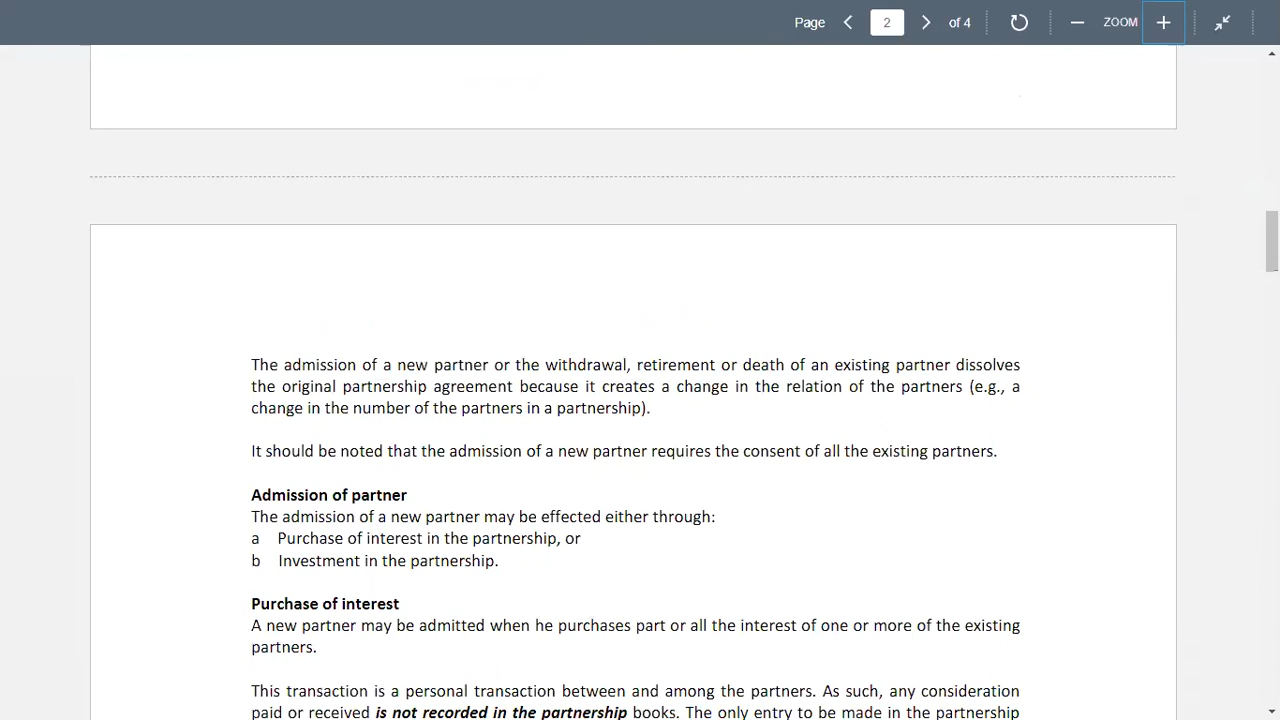 Page 2 of 4 ZOOM
The admission of a new partner or the withdrawal, retirement or death of an existing partner dissolves
the original partnership agreement because it creates a change in the relation of the partners (e.g., a
change in the number of the partners in a partnership).
It should be noted that the admission of a new partner requires the consent of all the existing partners.
Admission of partner
The admission of a new partner may be effected either through:
a Purchase of interest in the partnership, or
b Investment in the partnership.
Purchase of interest
A new partner may be admitted when he purchases part or all the interest of one or more of the existing
partners.
This transaction is a personal transaction between and among the partners. As such, any consideration
paid or received is not recorded in the partnership books. The only entry to be made in the partnership